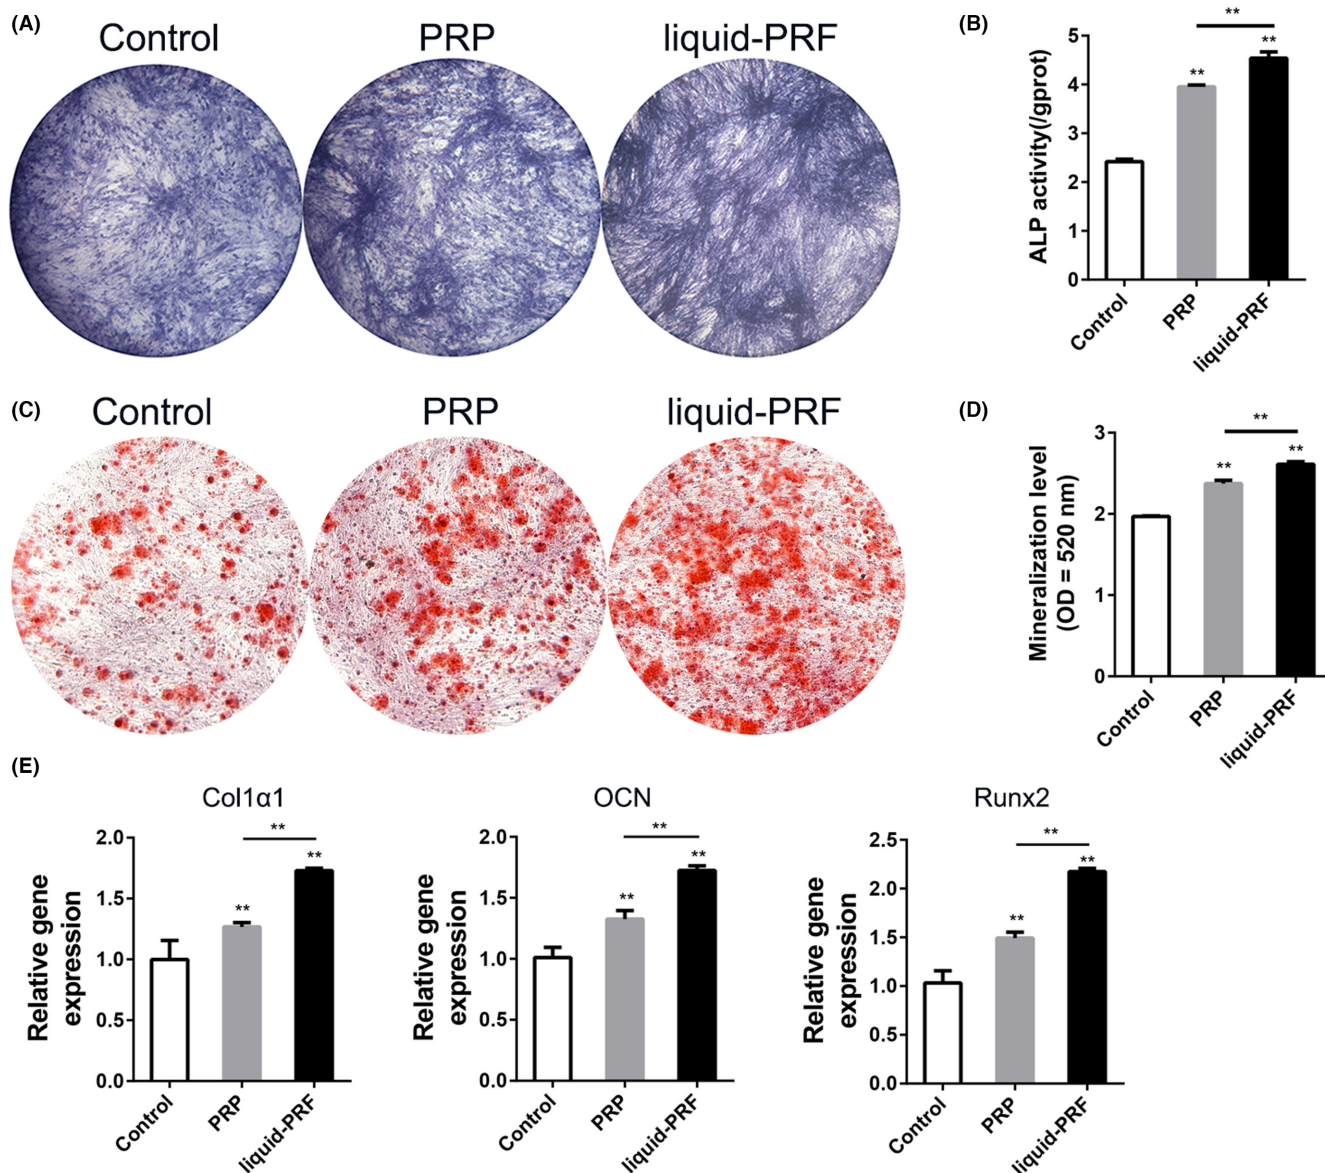 (A)
Control PRP liquid-PRF
(B)
**
**
**
ALP activity(/gprot)
5
4
3
2
1
0
Control
PRP
liquid-PRF
(C)
Control PRP liquid-PRF
(D)
**
**
**
Mineralization level
(OD = 520 nm)
3
2
1
0
Control
PRP
liquid-PRF
(E)
Col1α1
**
**
**
Relative gene
expression
2.0
1.5
1.0
0.5
0.0
Control
PRP
liquid-PRF
OCN
**
**
**
Relative gene
expression
2.0
1.5
1.0
0.5
0.0
Control
PRP
liquid-PRF
Runx2
**
**
**
Relative gene
expression
2.5
2.0
1.5
1.0
0.5
0.0
Control
PRP
liquid-PRF